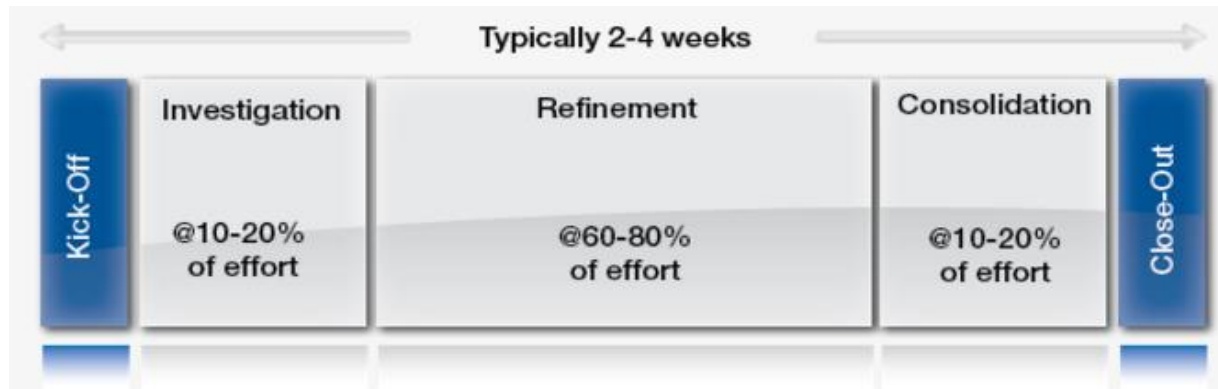 Typically 2-4 weeks
Kick-Off
Investigation
@10-20%
of effort
Refinement
@60-80%
of effort
Consolidation
@10-20%
of effort
Close-Out